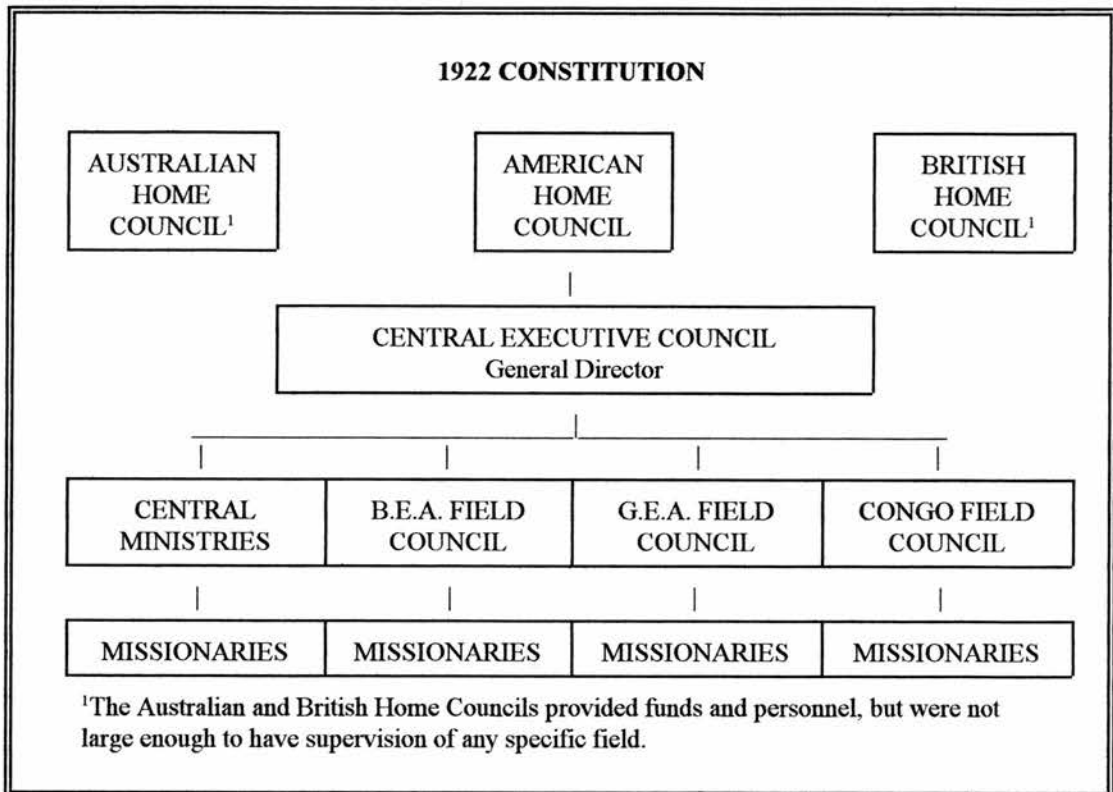 1922 CONSTITUTION
AUSTRALIAN
HOME
COUNCIL¹
AMERICAN
HOME
COUNCIL
BRITISH
HOME
COUNCIL¹
CENTRAL EXECUTIVE COUNCIL
General Director
CENTRAL
MINISTRIES
B.E.A. FIELD
COUNCIL
G.E.A. FIELD
COUNCIL
CONGO FIELD
COUNCIL
MISSIONARIES
MISSIONARIES
MISSIONARIES
MISSIONARIES
¹The Australian and British Home Councils provided funds and personnel, but were not
large enough to have supervision of any specific field.